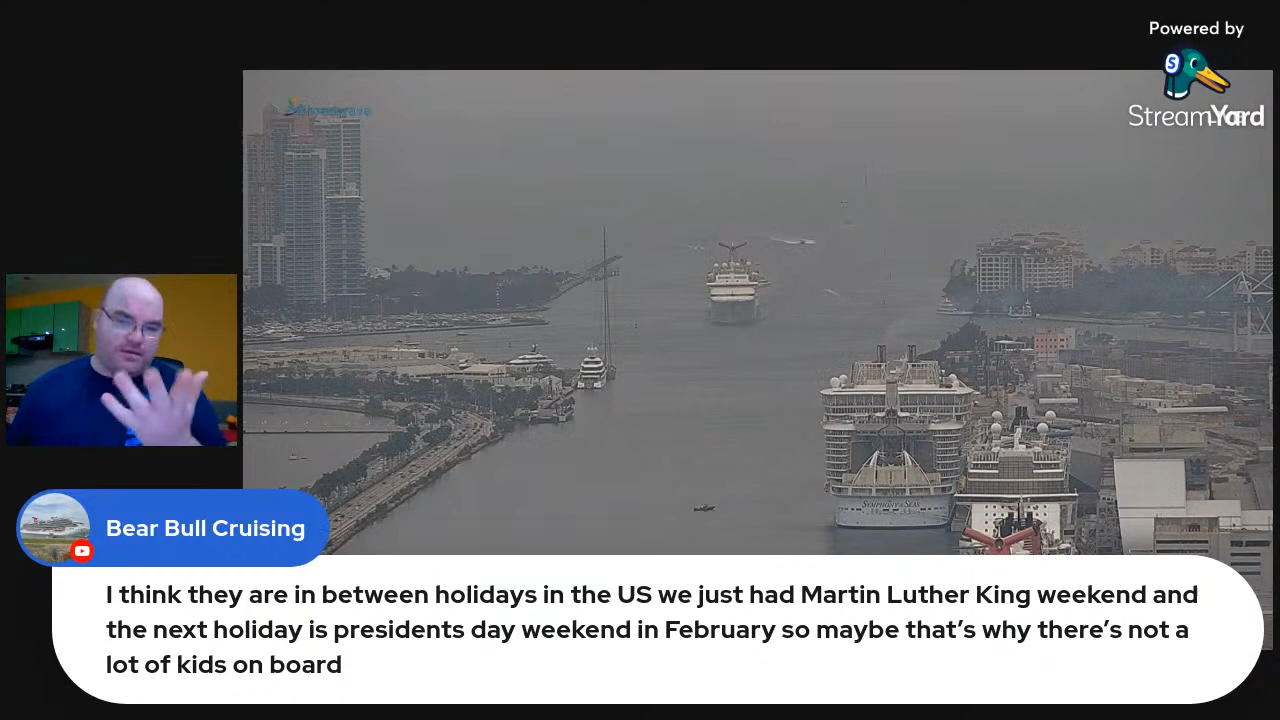 Powered by
S
StreamYard
Bear Bull Cruising
SYMPHONY OF THE SEAS
I think they are in between holidays in the US we just had Martin Luther King weekend and
the next holiday is presidents day weekend in February so maybe that’s why there’s not a
lot of kids on board